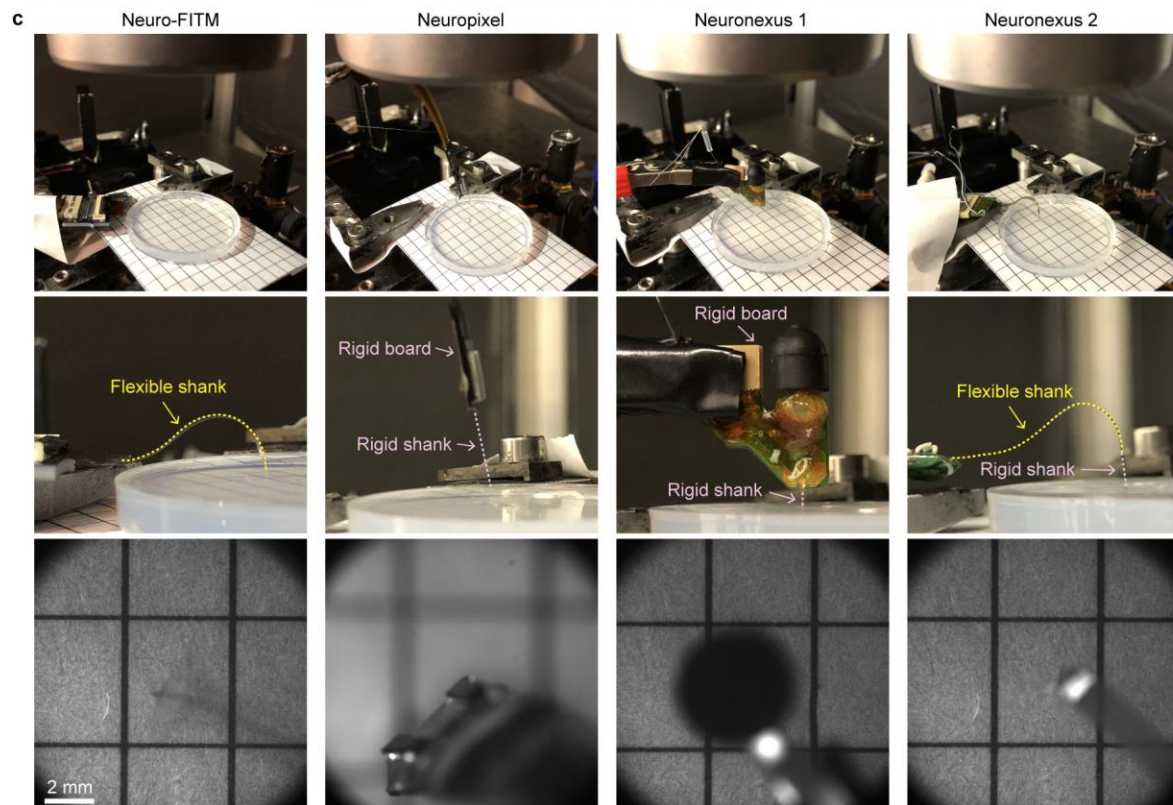 c
Neuro-FITM
Neuropixel
Neuronexus 1
Neuronexus 2
Flexible shank
Rigid board
Rigid shank
Rigid board
Rigid shank
Flexible shank
Rigid shank
2 mm